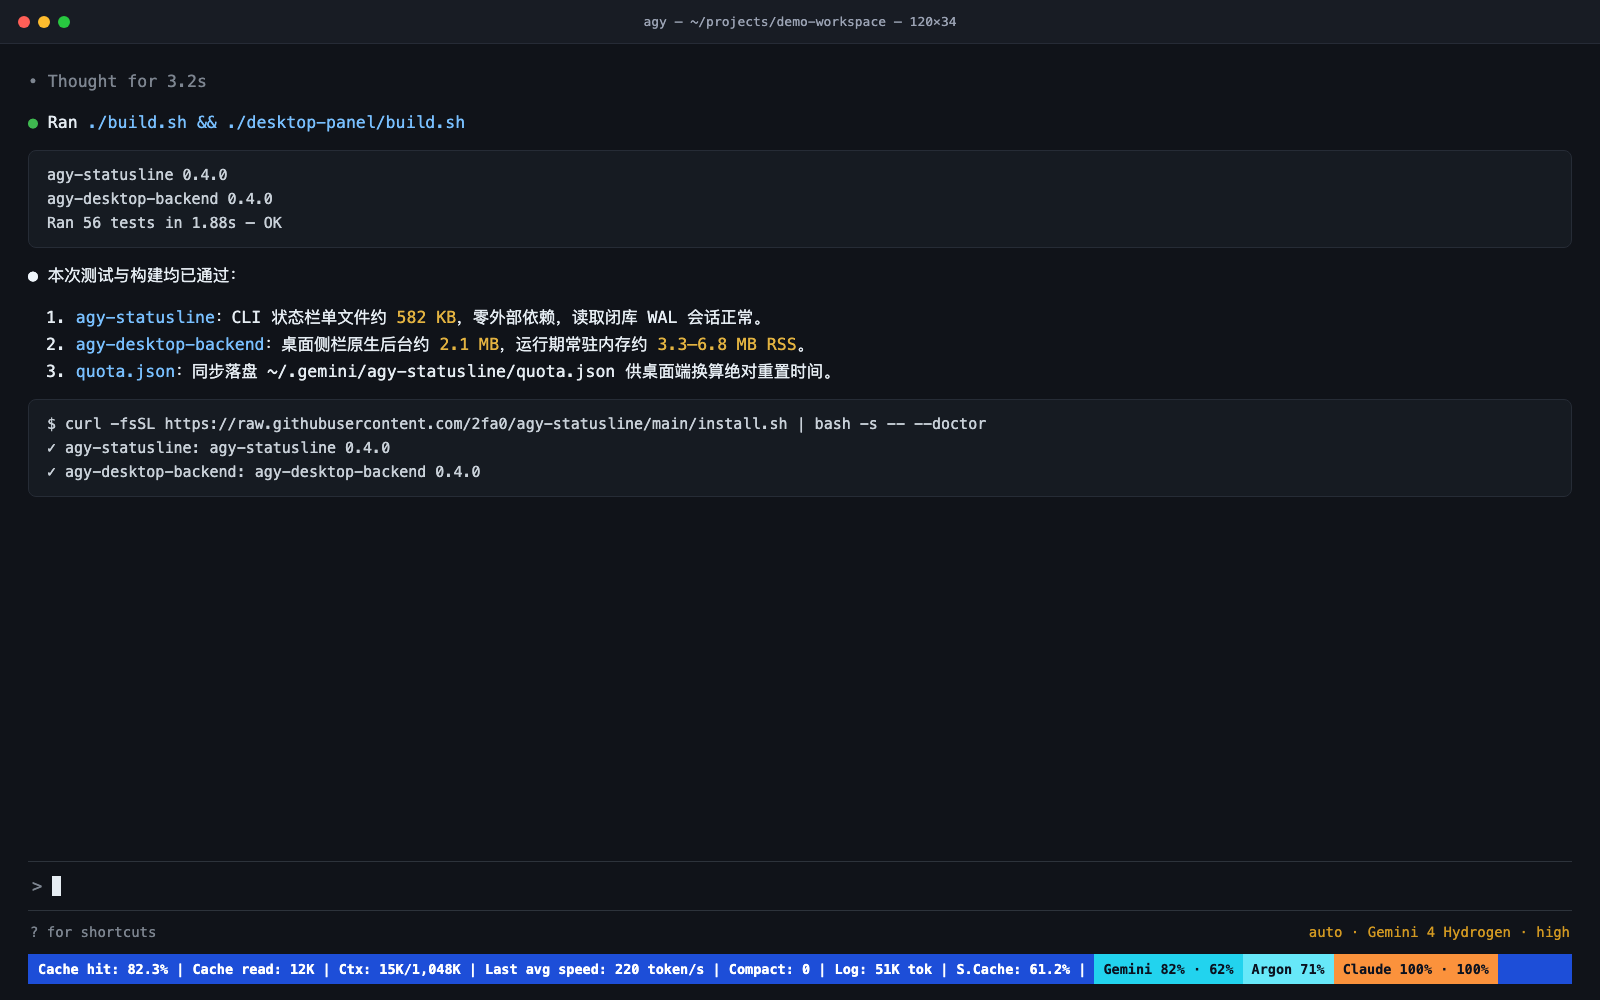 agy — ~/projects/demo-workspace — 120×34
• Thought for 3.2s
● Ran ./build.sh && ./desktop-panel/build.sh
agy-statusline 0.4.0
agy-desktop-backend 0.4.0
Ran 56 tests in 1.88s — OK
● 本次测试与构建均已通过：
1. agy-statusline：CLI 状态栏单文件约 582 KB，零外部依赖，读取闭库 WAL 会话正常。
2. agy-desktop-backend：桌面侧栏原生后台约 2.1 MB，运行期常驻内存约 3.3–6.8 MB RSS。
3. quota.json：同步落盘 ~/.gemini/agy-statusline/quota.json 供桌面端换算绝对重置时间。
$ curl -fsSL https://raw.githubusercontent.com/2fa0/agy-statusline/main/install.sh | bash -s -- --doctor
✓ agy-statusline: agy-statusline 0.4.0
✓ agy-desktop-backend: agy-desktop-backend 0.4.0
>
? for shortcuts
auto · Gemini 4 Hydrogen · high
Cache hit: 82.3% | Cache read: 12K | Ctx: 15K/1,048K | Last avg speed: 220 token/s | Compact: 0 | Log: 51K tok | S.Cache: 61.2% | Gemini 82% · 62% Argon 71% Claude 100% · 100%